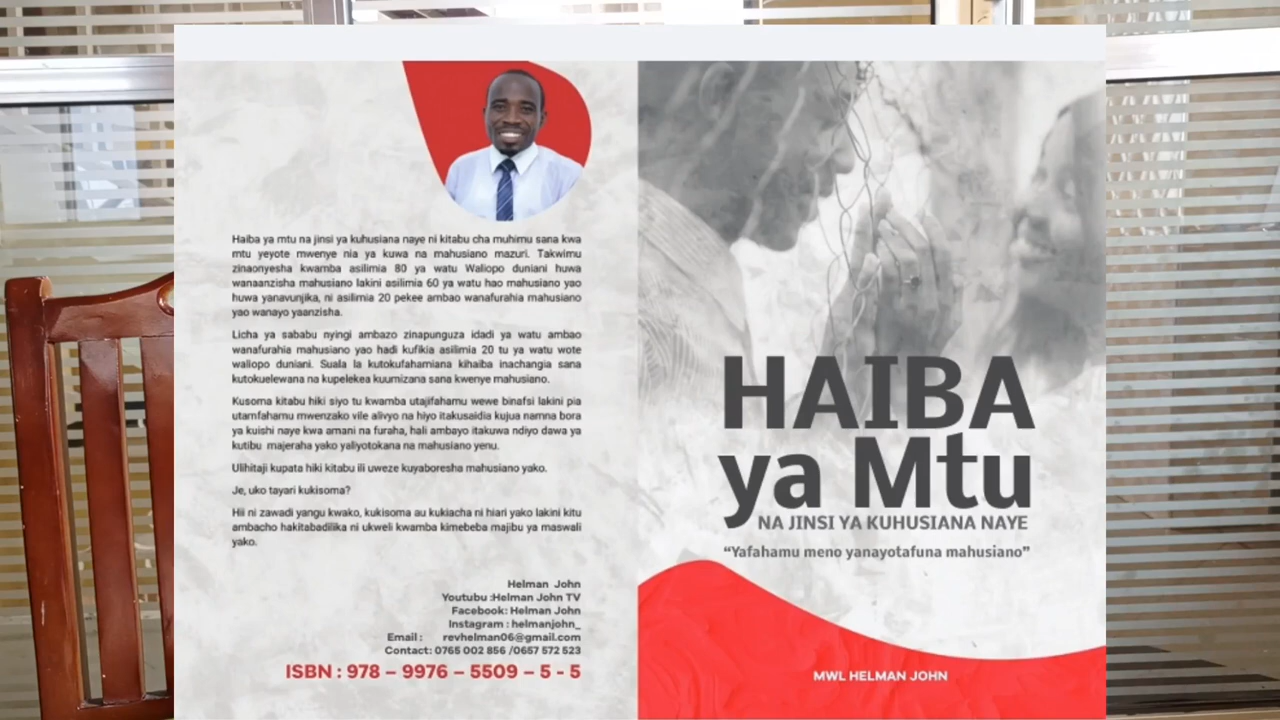 Haiba ya mtu na jinsi ya kuhusiana naye ni kitabu cha muhimu sana kwa
mtu yeyote mwenye nia ya kuwa na mahusiano mazuri. Takwimu
zinaonyesha kwamba asilimia 80 ya watu Waliopo duniani huwa
wanaanzisha mahusiano lakini asilimia 60 ya watu hao mahusiano yao
huwa yanavunjika, ni asilimia 20 pekee ambao wanafurahia mahusiano
yao wanayo yaanzisha.
Licha ya sababu nyingi ambazo zinapunguza idadi ya watu ambao
wanafurahia mahusiano yao hadi kufikia asilimia 20 tu ya watu wote
waliopo duniani. Suala la kutokufahamiana kihaiba inachangia sana
kutokuelewana na kupelekea kuumizana sana kwenye mahusiano.
Kusoma kitabu hiki siyo tu kwamba utajifahamu wewe binafsi lakini pia
utamfahamu mwenzako vile alivyo na hiyo itakusaidia kujua namna bora
ya kuishi naye kwa amani na furaha, hali ambayo itakuwa ndiyo dawa ya
kutibu majeraha yako yaliyotokana na mahusiano yenu.
Ulihitaji kupata hiki kitabu ili uweze kuyaboresha mahusiano yako.
Je, uko tayari kukisoma?
Hii ni zawadi yangu kwako, kukisoma au kukiacha ni hiari yako lakini kitu
ambacho hakitabadilika ni ukweli kwamba kimebeba majibu ya maswali
yako.
Helman John
Youtubu :Helman John TV
Facebook: Helman John
Instagram : helmanjohn_
Email : revhelman06@gmail.com
Contact: 0765 002 856 /0657 572 523
ISBN : 978 – 9976 – 5509 – 5 - 5
HAIBA
ya Mtu
NA JINSI YA KUHUSIANA NAYE
“Yafahamu meno yanayotafuna mahusiano”
MWL HELMAN JOHN